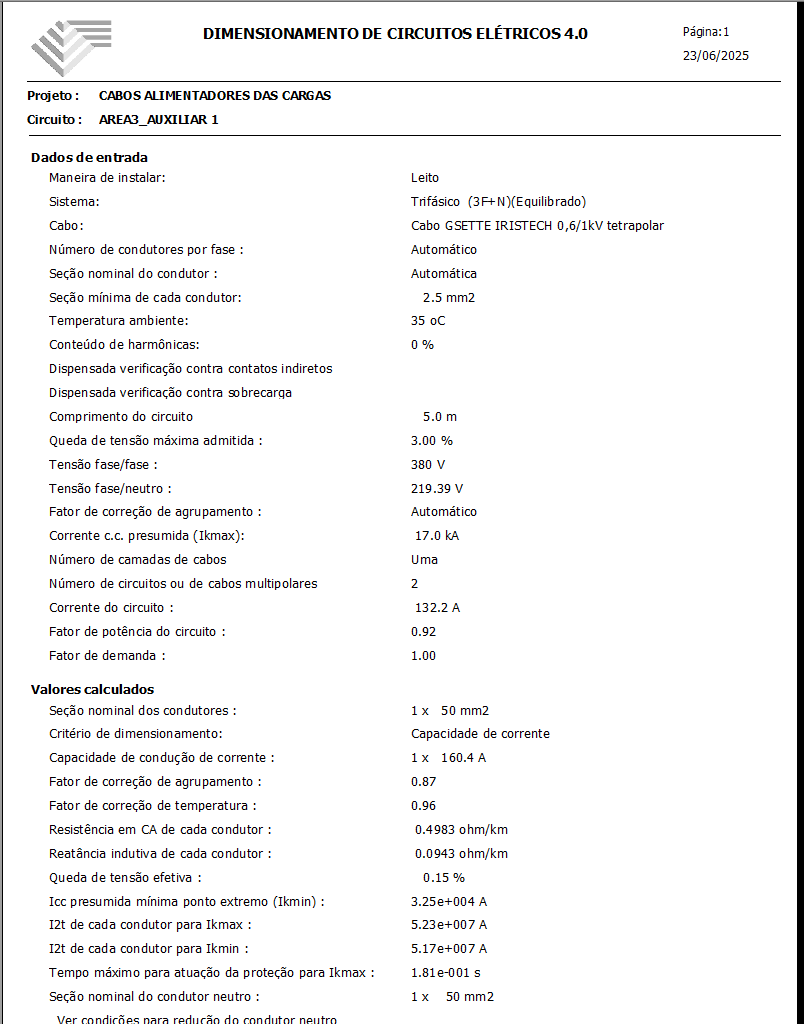 DIMENSIONAMENTO DE CIRCUITOS ELÉTRICOS 4.0
Página:1
23/06/2025
Projeto : CABOS ALIMENTADORES DAS CARGAS
Circuito : AREA3_AUXILIAR 1
Dados de entrada
Maneira de instalar: Leito
Sistema: Trifásico (3F+N)(Equilibrado)
Cabo: Cabo GSETTE IRISTECH 0,6/1kV tetrapolar
Número de condutores por fase : Automático
Seção nominal do condutor : Automática
Seção mínima de cada condutor: 2.5 mm2
Temperatura ambiente: 35 oC
Conteúdo de harmônicas: 0 %
Dispensada verificação contra contatos indiretos
Dispensada verificação contra sobrecarga
Comprimento do circuito 5.0 m
Queda de tensão máxima admitida : 3.00 %
Tensão fase/fase : 380 V
Tensão fase/neutro : 219.39 V
Fator de correção de agrupamento : Automático
Corrente c.c. presumida (Ikmax): 17.0 kA
Número de camadas de cabos Uma
Número de circuitos ou de cabos multipolares 2
Corrente do circuito : 132.2 A
Fator de potência do circuito : 0.92
Fator de demanda : 1.00
Valores calculados
Seção nominal dos condutores : 1 x 50 mm2
Critério de dimensionamento: Capacidade de corrente
Capacidade de condução de corrente : 1 x 160.4 A
Fator de correção de agrupamento : 0.87
Fator de correção de temperatura : 0.96
Resistência em CA de cada condutor : 0.4983 ohm/km
Reatância indutiva de cada condutor : 0.0943 ohm/km
Queda de tensão efetiva : 0.15 %
Icc presumida mínima ponto extremo (Ikmin) : 3.25e+004 A
I2t de cada condutor para Ikmax : 5.23e+007 A
I2t de cada condutor para Ikmin : 5.17e+007 A
Tempo máximo para atuação da proteção para Ikmax : 1.81e-001 s
Seção nominal do condutor neutro : 1 x 50 mm2
Ver condições para redução do condutor neutro